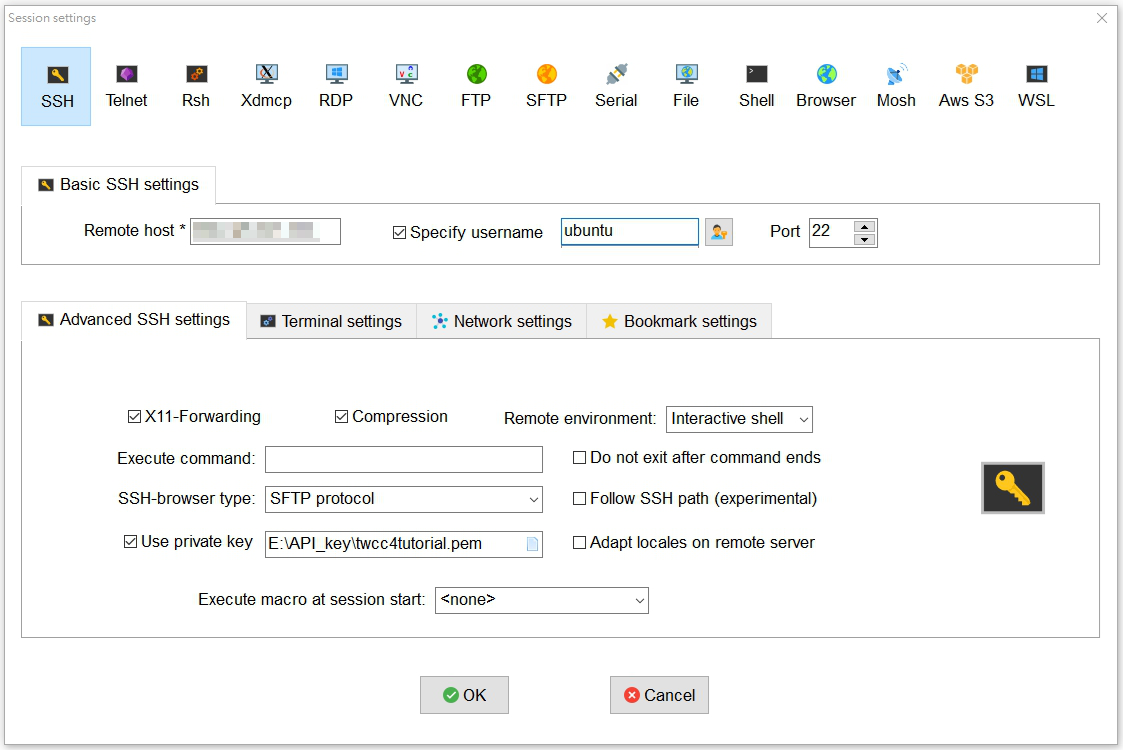 Session settings
SSH Telnet Rsh Xdmcp RDP VNC FTP SFTP Serial File Shell Browser Mosh Aws S3 WSL
Basic SSH settings
Remote host * Specify username ubuntu Port 22
Advanced SSH settings Terminal settings Network settings Bookmark settings
X11-Forwarding Compression Remote environment: Interactive shell
Execute command: Do not exit after command ends
SSH-browser type: SFTP protocol Follow SSH path (experimental)
Use private key E:\API_key\twcc4tutorial.pem Adapt locales on remote server
Execute macro at session start: <none>
OK Cancel